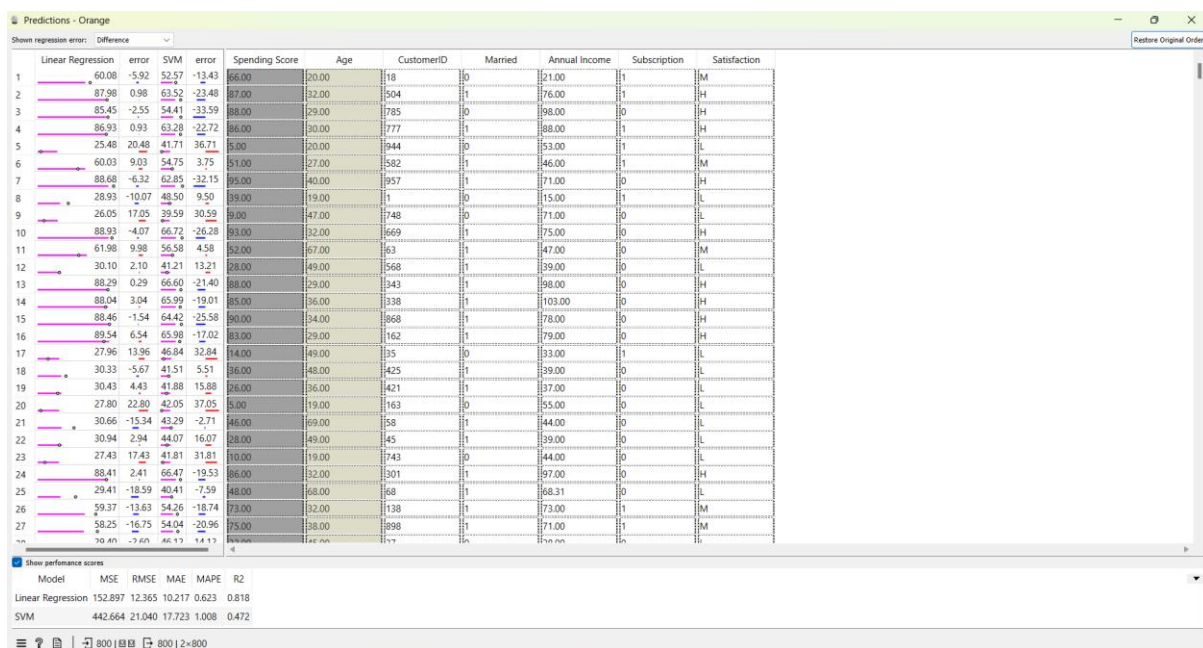 Predictions - Orange
Shown regression error: Difference
Restore Original Order
Linear Regression error SVM error Spending Score Age CustomerID Married Annual Income Subscription Satisfaction
1 60.08 -5.92 52.57 -13.43 66.00 20.00 18 0 21.00 1 M
2 87.98 0.98 63.52 -23.48 87.00 32.00 504 1 76.00 1 H
3 85.45 -2.55 54.41 -33.59 88.00 29.00 785 0 98.00 0 H
4 86.93 0.93 63.28 -22.72 86.00 30.00 777 1 88.00 1 H
5 25.48 20.48 41.71 36.71 5.00 20.00 944 0 53.00 1 L
6 60.03 9.03 54.75 3.75 51.00 27.00 582 1 46.00 1 M
7 88.68 -6.32 62.85 -32.15 95.00 40.00 957 1 71.00 0 H
8 28.93 -10.07 48.50 9.50 39.00 19.00 1 0 15.00 1 L
9 26.05 17.05 39.59 30.59 9.00 47.00 748 0 71.00 0 L
10 88.93 -4.07 66.72 -26.28 93.00 32.00 669 1 75.00 0 H
11 61.98 9.98 56.58 4.58 52.00 67.00 63 1 47.00 0 M
12 30.10 2.10 41.21 13.21 28.00 49.00 568 1 39.00 0 L
13 88.29 0.29 66.60 -21.40 88.00 29.00 343 1 98.00 0 H
14 88.04 3.04 65.99 -19.01 85.00 36.00 338 1 103.00 0 H
15 88.46 -1.54 64.42 -25.58 90.00 34.00 868 1 78.00 0 H
16 89.54 6.54 65.98 -17.02 83.00 29.00 162 1 79.00 0 H
17 27.96 13.96 46.84 32.84 14.00 49.00 35 0 33.00 1 L
18 30.33 -5.67 41.51 5.51 36.00 48.00 425 1 39.00 0 L
19 30.43 4.43 41.88 15.88 26.00 36.00 421 1 37.00 0 L
20 27.80 22.80 42.05 37.05 5.00 19.00 163 0 55.00 0 L
21 30.66 -15.34 43.29 -2.71 46.00 69.00 58 1 44.00 0 L
22 30.94 2.94 44.07 16.07 28.00 49.00 45 1 39.00 0 L
23 27.43 17.43 41.81 31.81 10.00 19.00 743 0 44.00 0 L
24 88.41 2.41 66.47 -19.53 86.00 32.00 301 1 97.00 0 H
25 29.41 -18.59 40.41 -7.59 48.00 68.00 68 1 68.31 0 L
26 59.37 -13.63 54.26 -18.74 73.00 32.00 138 1 73.00 1 M
27 58.25 -16.75 54.04 -20.96 75.00 38.00 898 1 71.00 1 M
29.40 -2.60 46.12 14.12
Show perfomance scores
Model MSE RMSE MAE MAPE R2
Linear Regression 152.897 12.365 10.217 0.623 0.818
SVM 442.664 21.040 17.723 1.008 0.472
800 | 800 | 2×800